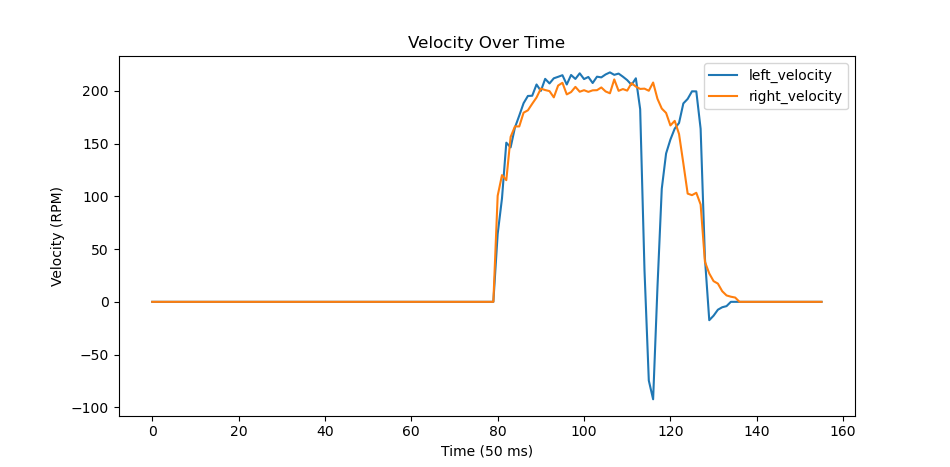 Velocity Over Time
left_velocity
right_velocity
Velocity (RPM)
200
150
100
50
0
−50
−100
0 20 40 60 80 100 120 140 160
Time (50 ms)